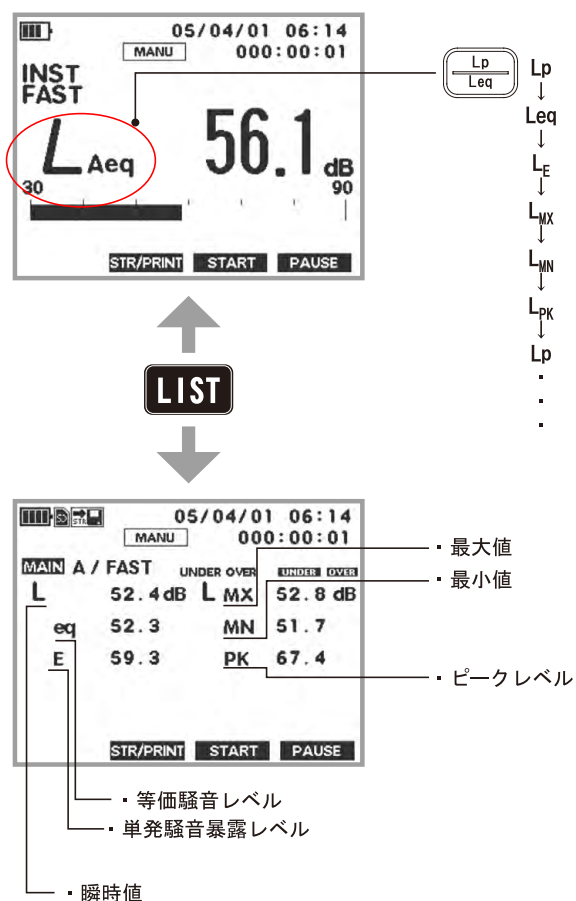 05/04/01 06:14
MANU 000:00:01
INST
FAST
LAeq 56.1 dB
30 90
STR/PRINT START PAUSE
Lp
Leq
Lp
↓
Leq
↓
LE
↓
LMX
↓
LMN
↓
LPK
↓
Lp
・
・
・
LIST
SD STR 05/04/01 06:14
MANU 000:00:01
MAIN A / FAST UNDER OVER UNDER OVER
L 52.4 dB L MX 52.8 dB
eq 52.3 MN 51.7
E 59.3 PK 67.4
STR/PRINT START PAUSE
・最大値
・最小値
・ピークレベル
・等価騒音レベル
・単発騒音暴露レベル
・瞬時値